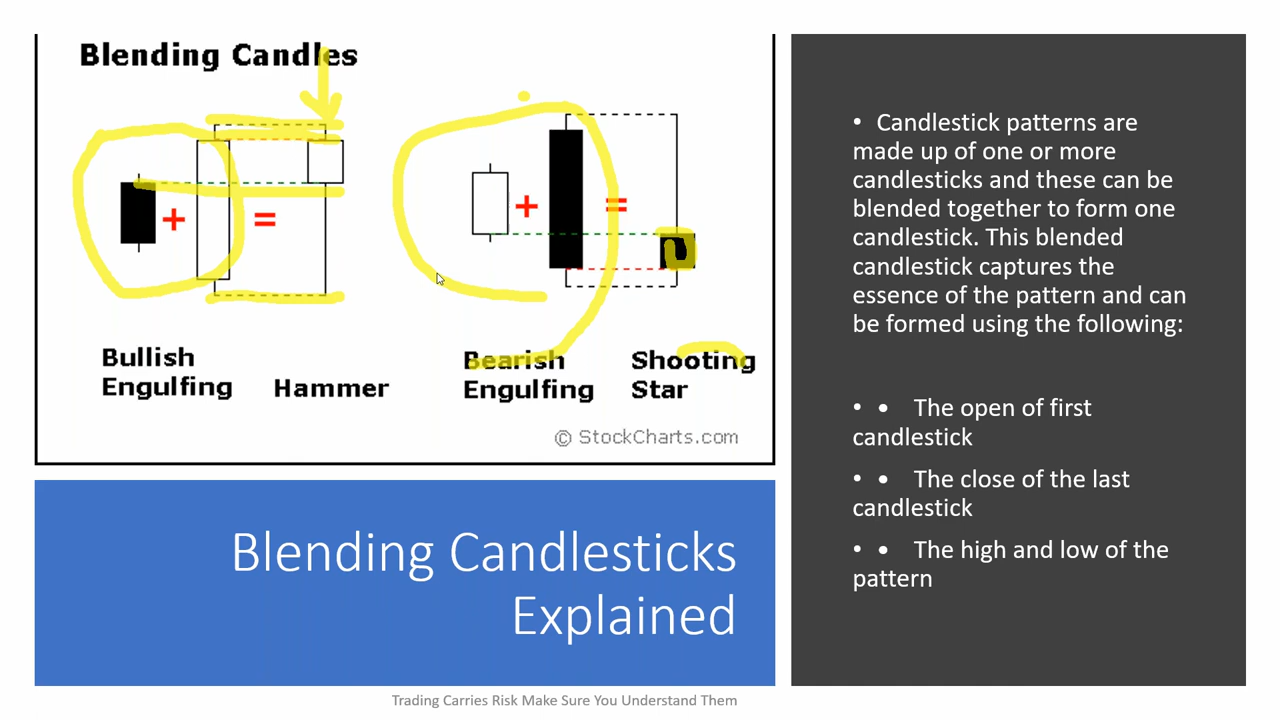 Blending Candles
+ =
+ =
Bullish
Engulfing
Hammer
Bearish
Engulfing
Shooting
Star
© StockCharts.com
Blending Candlesticks
Explained
Trading Carries Risk Make Sure You Understand Them
• Candlestick patterns are
made up of one or more
candlesticks and these can be
blended together to form one
candlestick. This blended
candlestick captures the
essence of the pattern and can
be formed using the following:
• • The open of first
candlestick
• • The close of the last
candlestick
• • The high and low of the
pattern